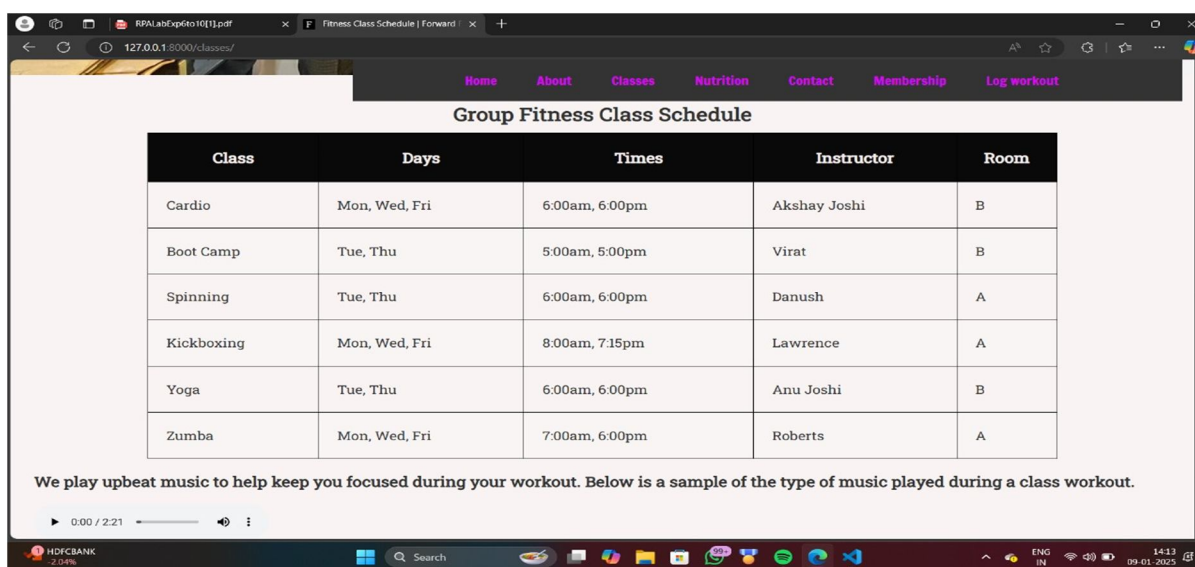 RPALabExp6to10[1].pdf
Fitness Class Schedule | Forward
127.0.0.1:8000/classes/
Home About Classes Nutrition Contact Membership Log workout
Group Fitness Class Schedule
Class Days Times Instructor Room
Cardio Mon, Wed, Fri 6:00am, 6:00pm Akshay Joshi B
Boot Camp Tue, Thu 5:00am, 5:00pm Virat B
Spinning Tue, Thu 6:00am, 6:00pm Danush A
Kickboxing Mon, Wed, Fri 8:00am, 7:15pm Lawrence A
Yoga Tue, Thu 6:00am, 6:00pm Anu Joshi B
Zumba Mon, Wed, Fri 7:00am, 6:00pm Roberts A
We play upbeat music to help keep you focused during your workout. Below is a sample of the type of music played during a class workout.
0:00 / 2:21
1 HDFCBANK
-2.04%
Search
99+
ENG
IN
14:13
09-01-2025